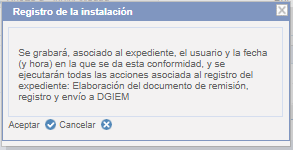 Registro de la instalación
Se grabará, asociado al expediente, el usuario y la fecha
(y hora) en la que se da esta conformidad, y se
ejecutarán todas las acciones asociada al registro del
expediente: Elaboración del documento de remisión,
registro y envío a DGIEM
Aceptar Cancelar